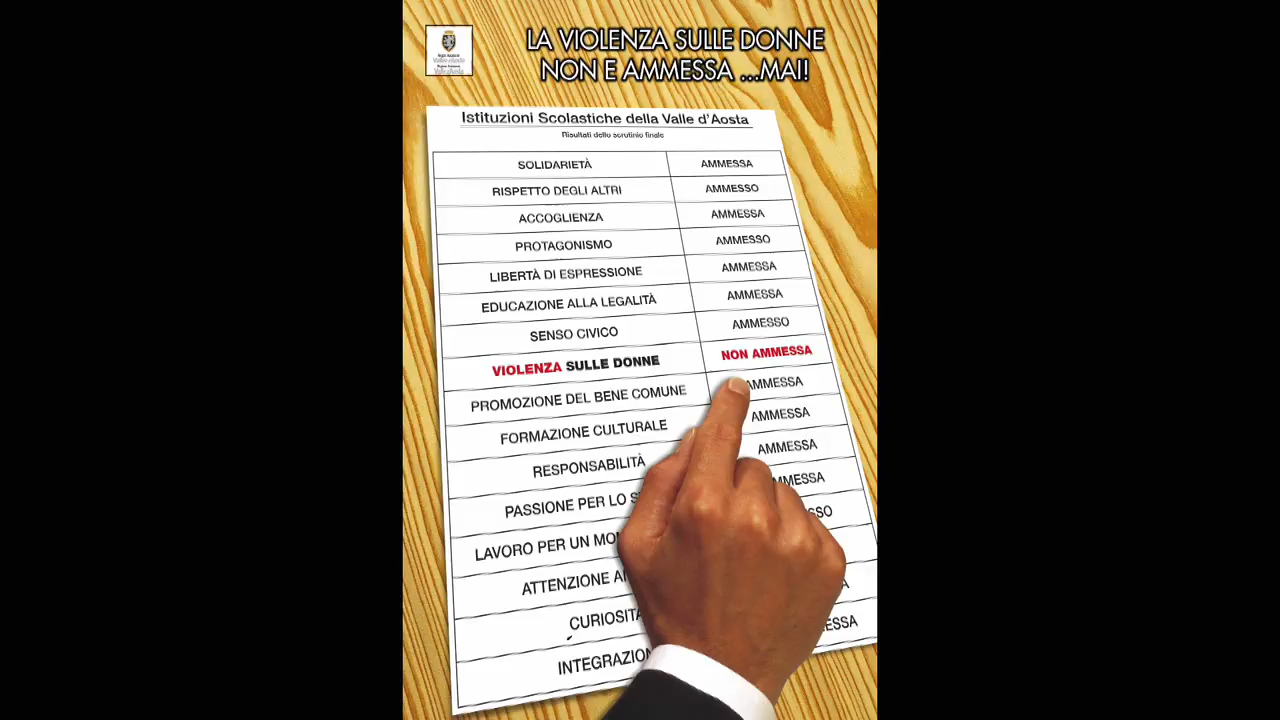 LA VIOLENZA SULLE DONNE
NON E AMMESSA ...MAI!
Istituzioni Scolastiche della Valle d'Aosta
Risultati dello scrutinio finale
SOLIDARIETÀ AMMESSA
RISPETTO DEGLI ALTRI AMMESSO
ACCOGLIENZA AMMESSA
PROTAGONISMO AMMESSO
LIBERTÀ DI ESPRESSIONE AMMESSA
EDUCAZIONE ALLA LEGALITÀ AMMESSA
SENSO CIVICO AMMESSO
VIOLENZA SULLE DONNE NON AMMESSA
PROMOZIONE DEL BENE COMUNE AMMESSA
FORMAZIONE CULTURALE AMMESSA
RESPONSABILITÀ AMMESSA
PASSIONE PER LO
LAVORO PER UN
ATTENZIONE
CURIOSITÀ
INTEGRAZION